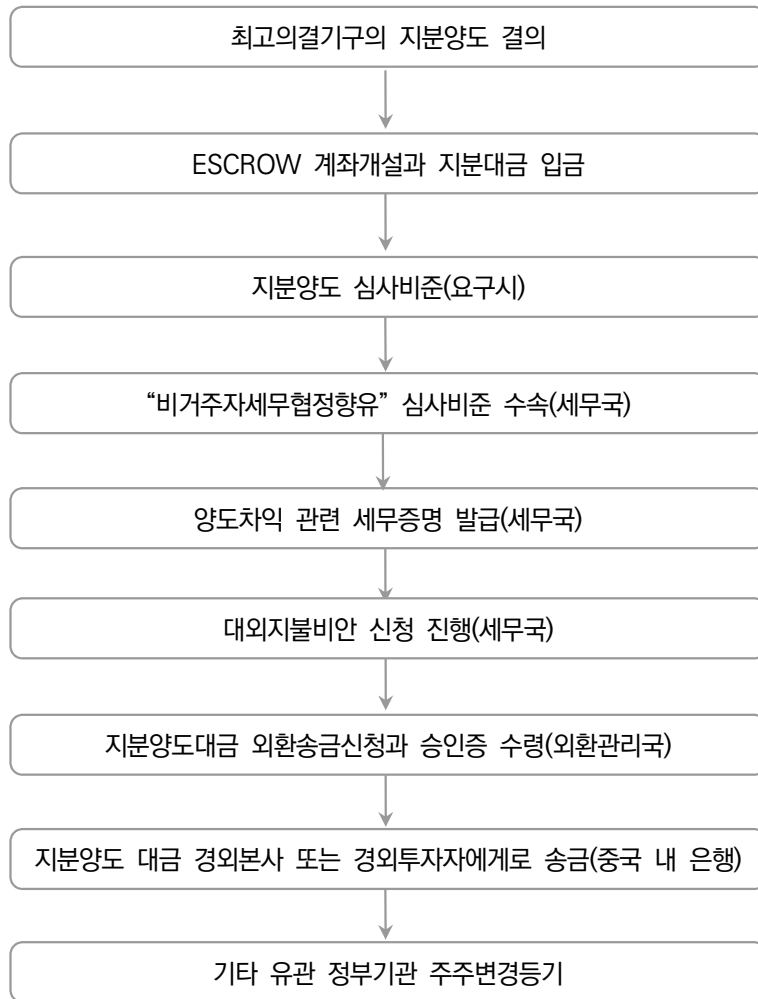 최고의결기구의 지분양도 결의
ESCROW 계좌개설과 지분대금 입금
지분양도 심사비준(요구시)
“비거주자세무협정향유” 심사비준 수속(세무국)
양도차익 관련 세무증명 발급(세무국)
대외지불비안 신청 진행(세무국)
지분양도대금 외환송금신청과 승인증 수령(외환관리국)
지분양도 대금 경외본사 또는 경외투자자에게로 송금(중국 내 은행)
기타 유관 정부기관 주주변경등기